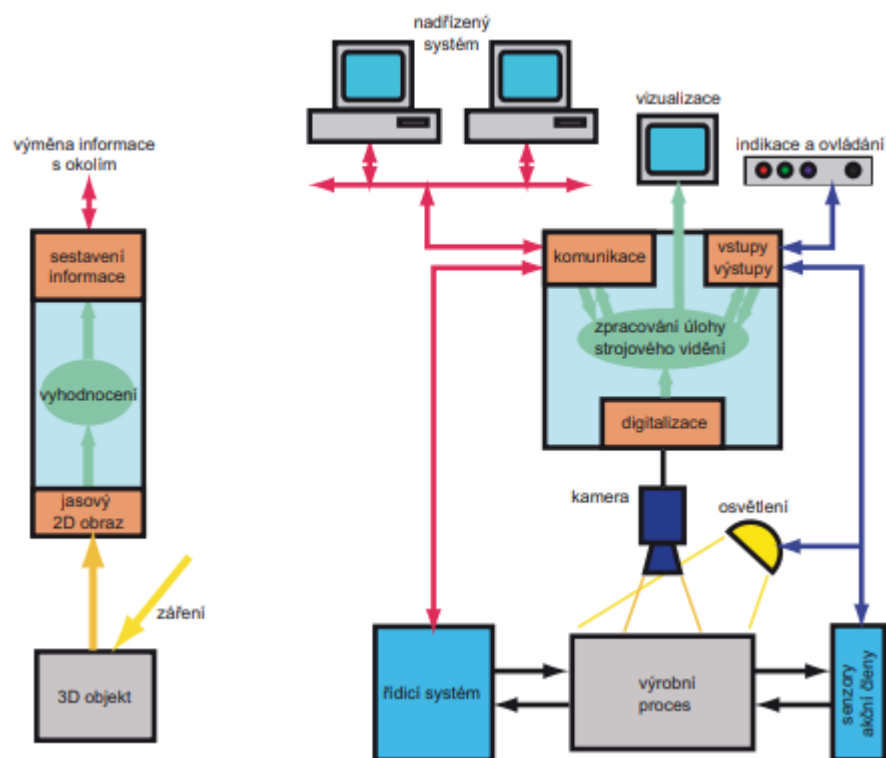 výměna informace
s okolím
sestavení
informace
vyhodnocení
jasový
2D obraz
záření
3D objekt
nadřízený
systém
vizualizace
indikace a ovládání
komunikace
vstupy
výstupy
zpracování úlohy
strojového vidění
digitalizace
kamera
osvětlení
řídicí systém
výrobní
proces
senzory
akční členy